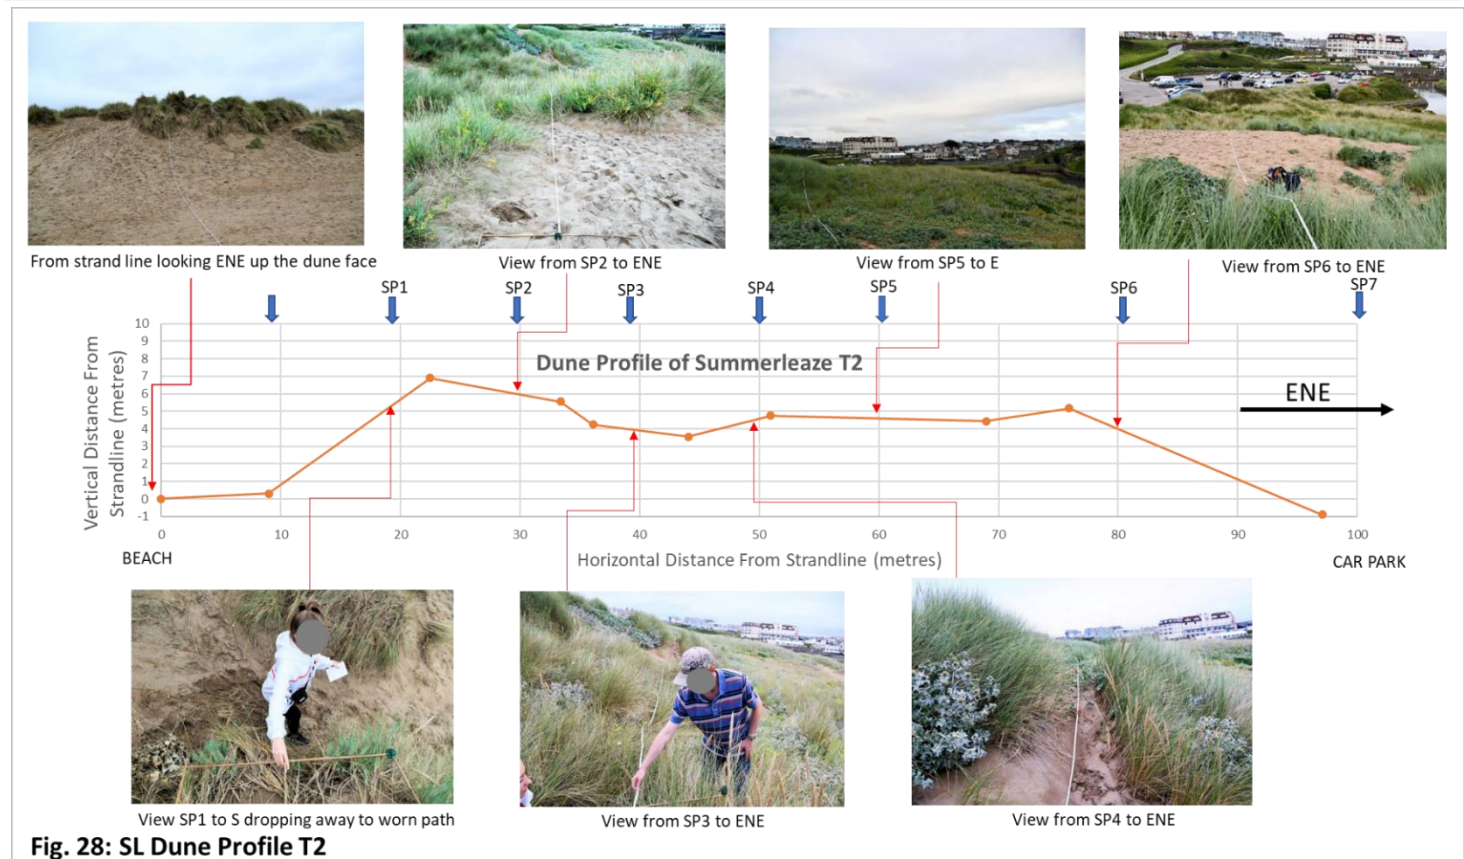 From strand line looking ENE up the dune face
View from SP2 to ENE
View from SP5 to E
View from SP6 to ENE
SP1
SP2
SP3
SP4
SP5
SP6
SP7
Dune Profile of Summerleaze T2
ENE
Vertical Distance From
Strandline (metres)
10
9
8
7
6
5
4
3
2
1
0
-1
0
10
20
30
40
50
60
70
80
90
100
BEACH
Horizontal Distance From Strandline (metres)
CAR PARK
View SP1 to S dropping away to worn path
View from SP3 to ENE
View from SP4 to ENE
Fig. 28: SL Dune Profile T2